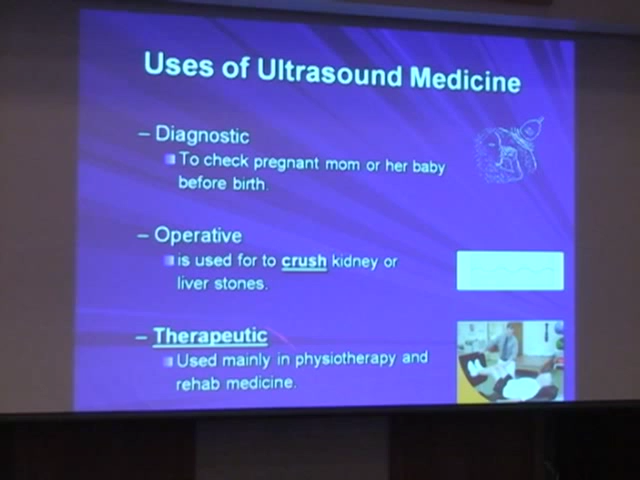 Uses of Ultrasound Medicine
– Diagnostic
To check pregnant mom or her baby
before birth.
– Operative
is used for to crush kidney or
liver stones.
– Therapeutic
Used mainly in physiotherapy and
rehab medicine.